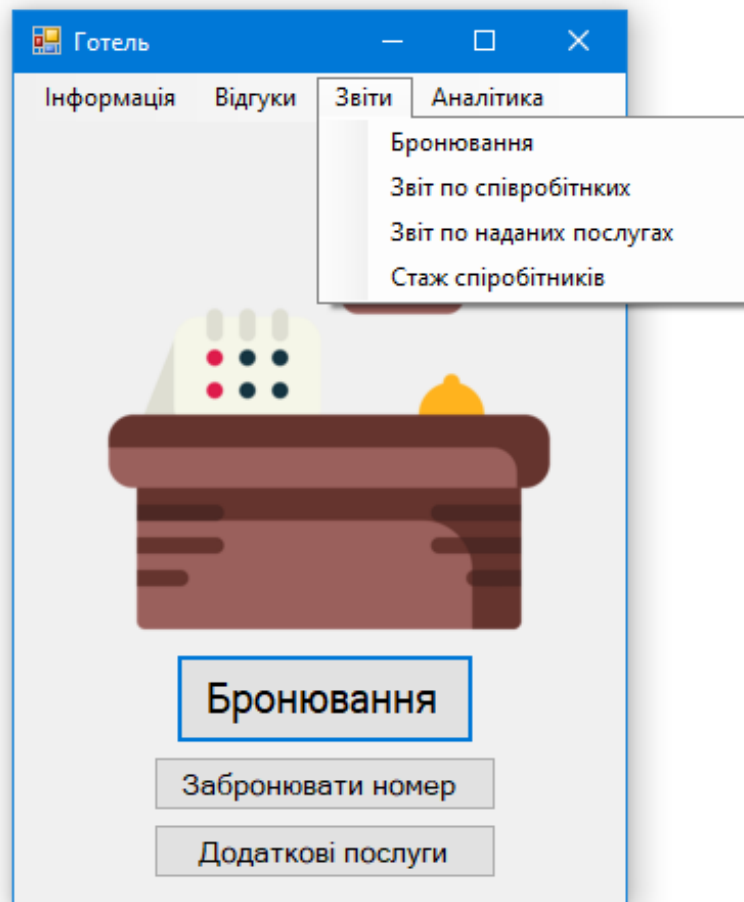 Готель
Інформація Відгуки Звіти Аналітика
Бронювання
Звіт по співробітнких
Звіт по наданих послугах
Стаж спіробітників
Бронювання
Забронювати номер
Додаткові послуги